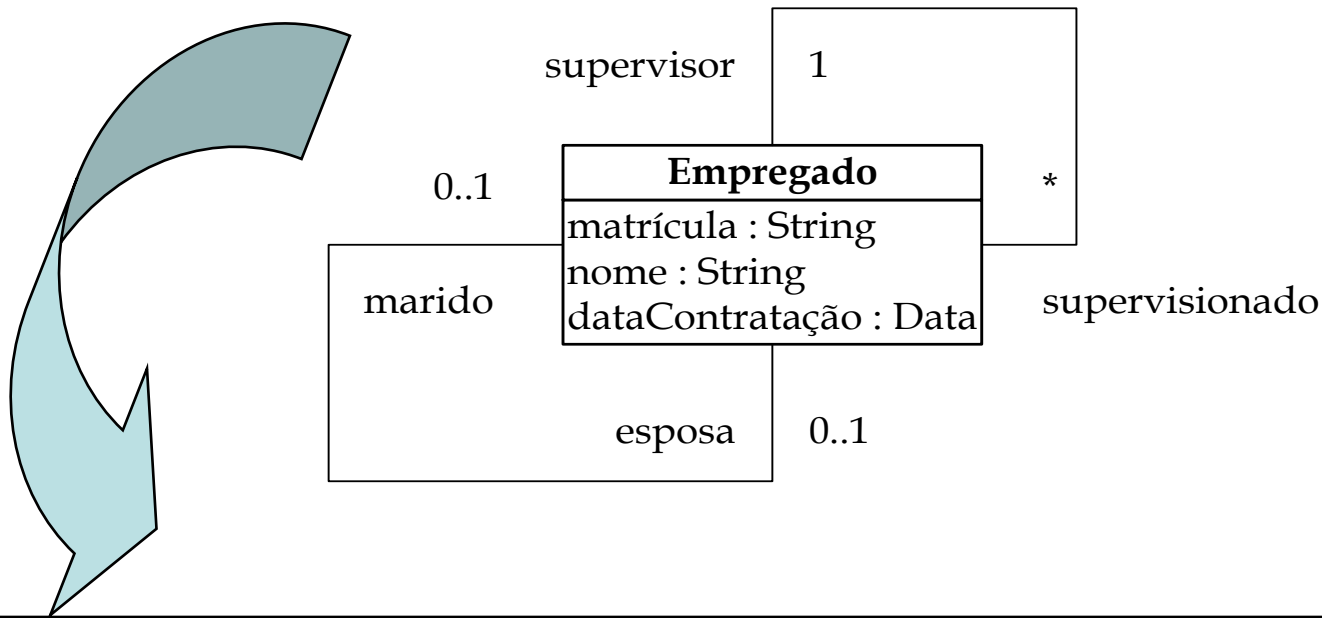 supervisor 1
0..1 Empregado *
matrícula : String
nome : String
marido dataContratação : Data supervisionado
esposa 0..1